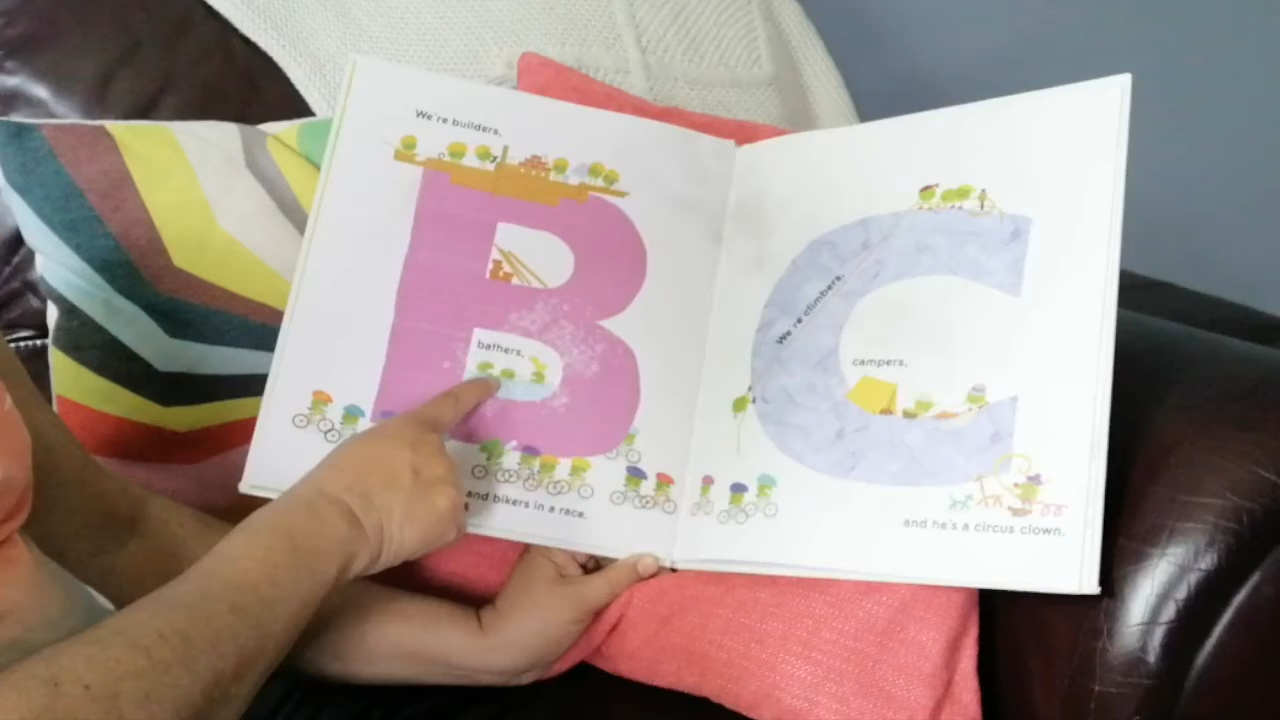 We're builders,
B
bathers,
and bikers in a race.
C
We're climbers,
campers,
and he's a circus clown.